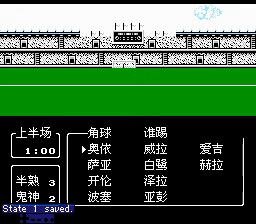 上半场
1:00
半熟 3
鬼神 2
角球 谁踢
奥依 威拉 爱吉
萨亚 白鹭 赫拉
开伦 泽拉
波塞 亚彭
State 1 saved.